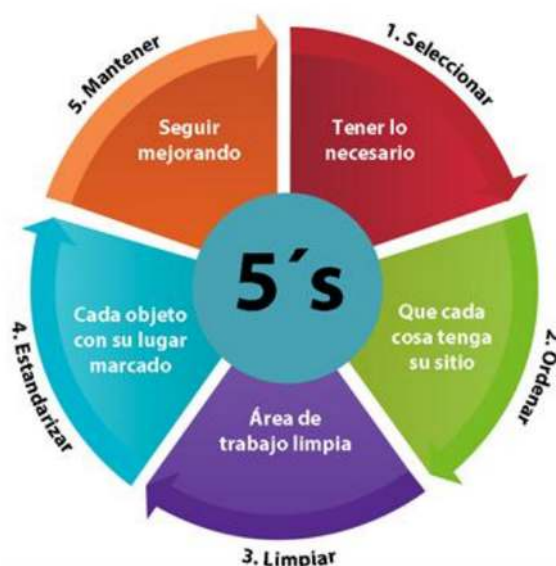 1. Seleccionar
Tener lo
necesario
2. Ordenar
Que cada
cosa tenga
su sitio
3. Limpiar
Área de
trabajo limpia
4. Estandarizar
Cada objeto
con su lugar
marcado
5. Mantener
Seguir
mejorando
5´s